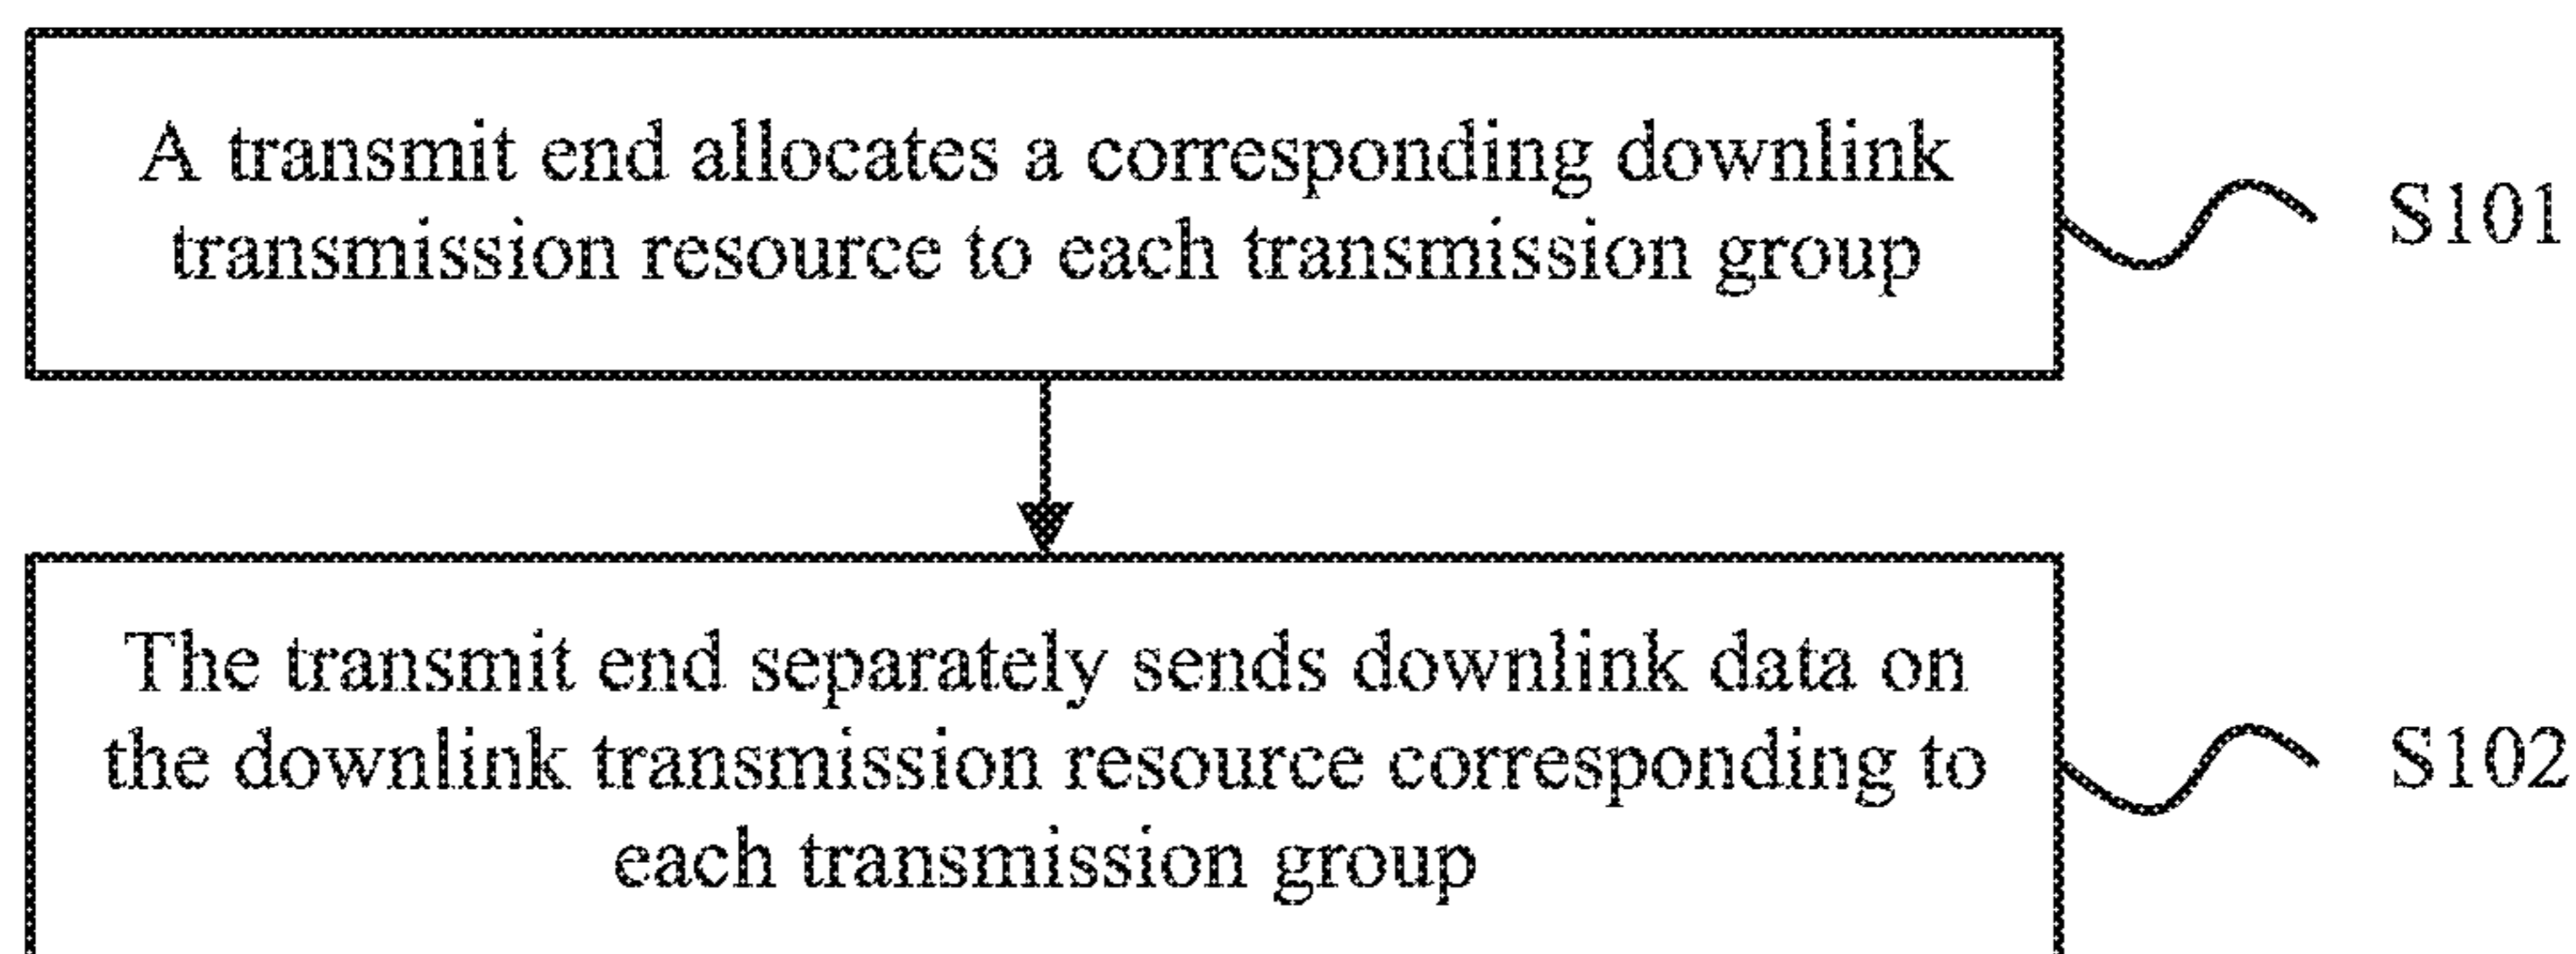 A transmit end allocates a corresponding downlink
transmission resource to each transmission group
S101
The transmit end separately sends downlink data on
the downlink transmission resource corresponding to
each transmission group
S102